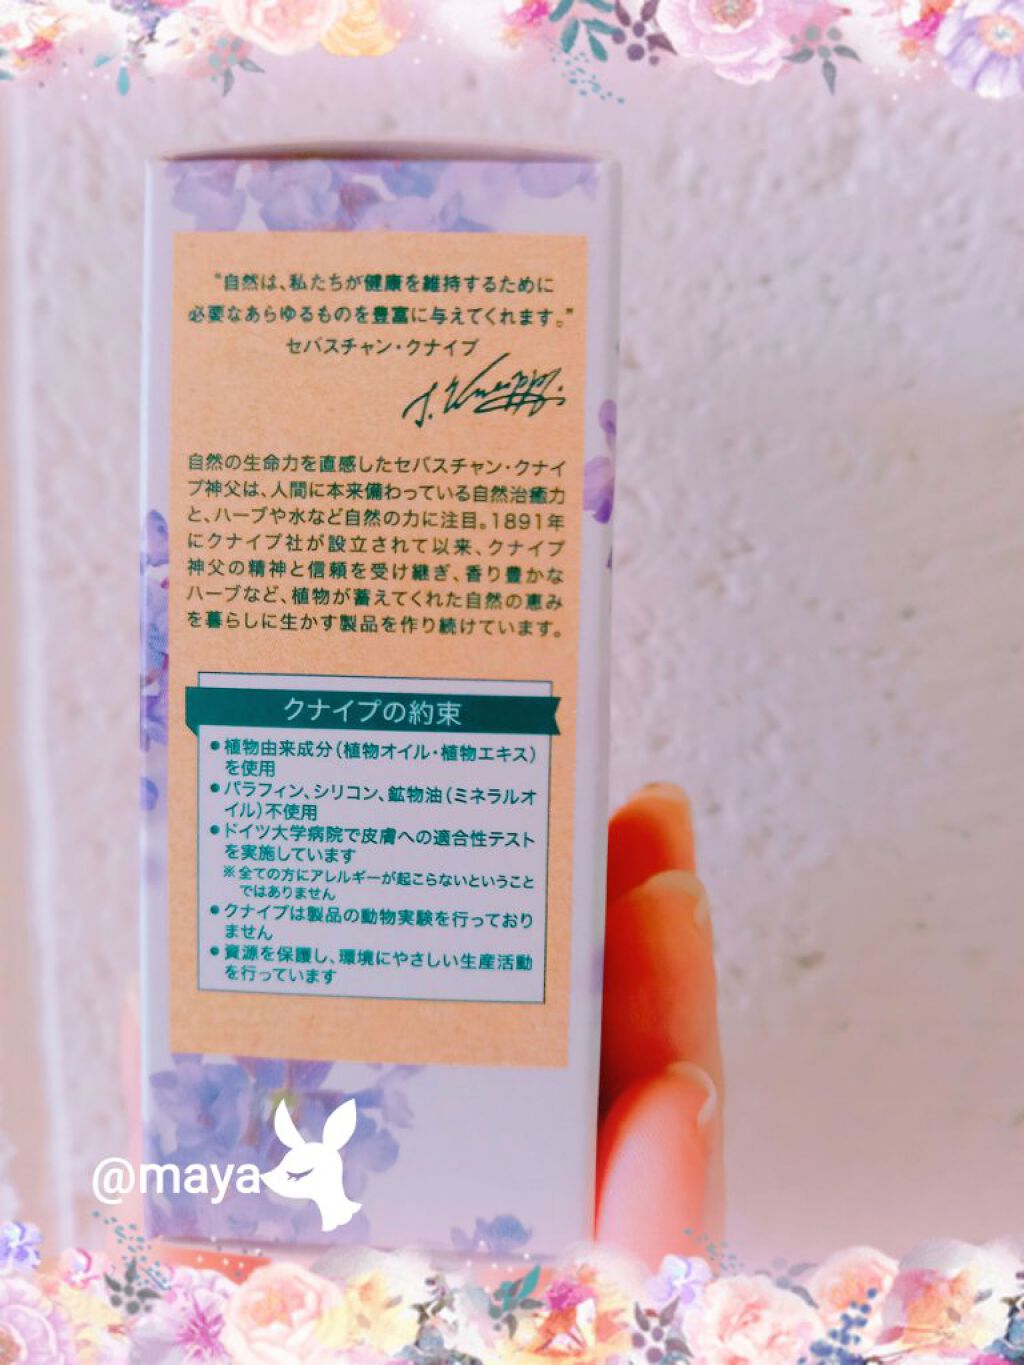 “自然は、私たちが健康を維持するために
必要なあらゆるものを豊富に与えてくれます。”
セバスチャン・クナイプ
S. Kneipp.
自然の生命力を直感したセバスチャン・クナイ
プ神父は、人間に本来備わっている自然治癒力
と、ハーブや水など自然の力に注目。1891年
にクナイプ社が設立されて以来、クナイプ
神父の精神と信頼を受け継ぎ、香り豊かな
ハーブなど、植物が蓄えてくれた自然の恵み
を暮らしに生かす製品を作り続けています。
クナイプの約束
●植物由来成分（植物オイル・植物エキス）
を使用
●パラフィン、シリコン、鉱物油（ミネラルオ
イル）不使用
●ドイツ大学病院で皮膚への適合性テスト
を実施しています
※全ての方にアレルギーが起こらないということ
ではありません
●クナイプは製品の動物実験を行っており
ません
●資源を保護し、環境にやさしい生産活動
を行っています
@maya